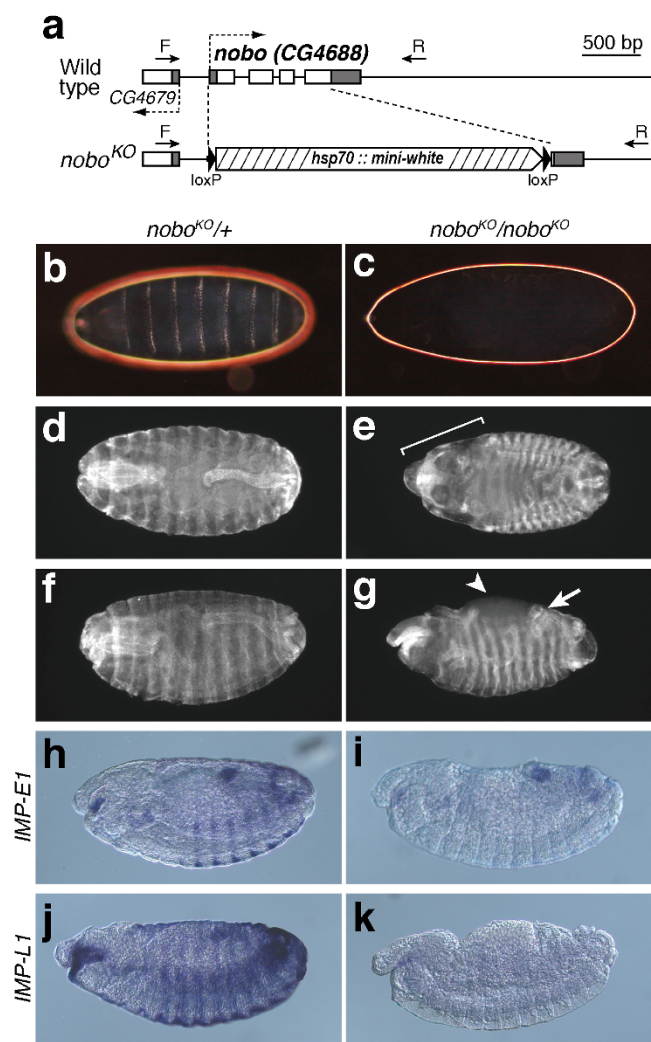 a
F
nobo (CG4688)
R
500 bp
Wild
type
CG4679
F
R
nobo^KO
hsp70 :: mini-white
loxP
loxP
nobo^KO/+
nobo^KO/nobo^KO
b
c
d
e
f
g
h
i
IMP-E1
j
k
IMP-L1